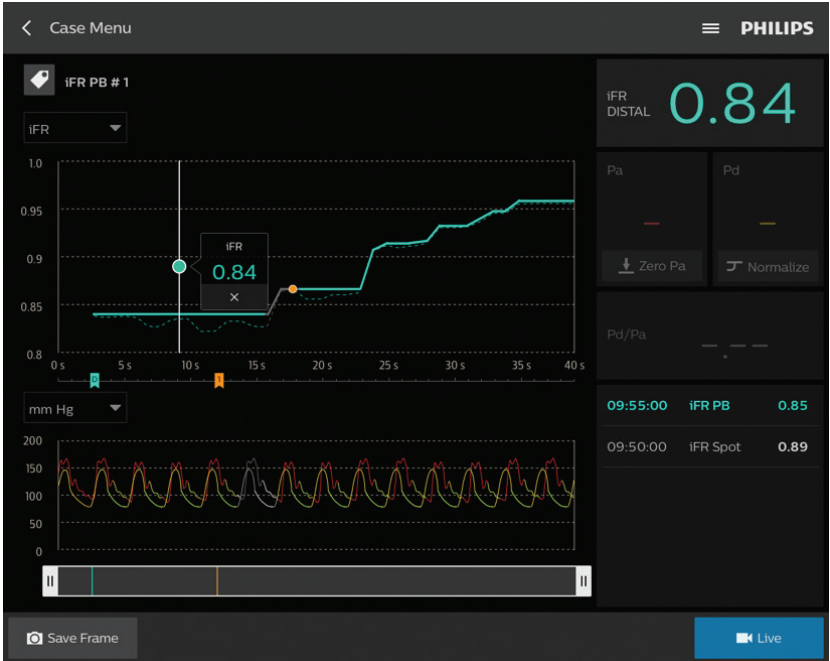 Case Menu
PHILIPS
iFR PB # 1
iFR
1.0
0.95
0.9
0.85
0.8
iFR
0.84
×
0 s 5 s 10 s 15 s 20 s 25 s 30 s 35 s 40 s
D 1
mm Hg
200
150
100
50
0
Save Frame
iFR
DISTAL
0.84
Pa Pd
– –
Zero Pa Normalize
Pd/Pa
–.––
09:55:00 iFR PB 0.85
09:50:00 iFR Spot 0.89
Live